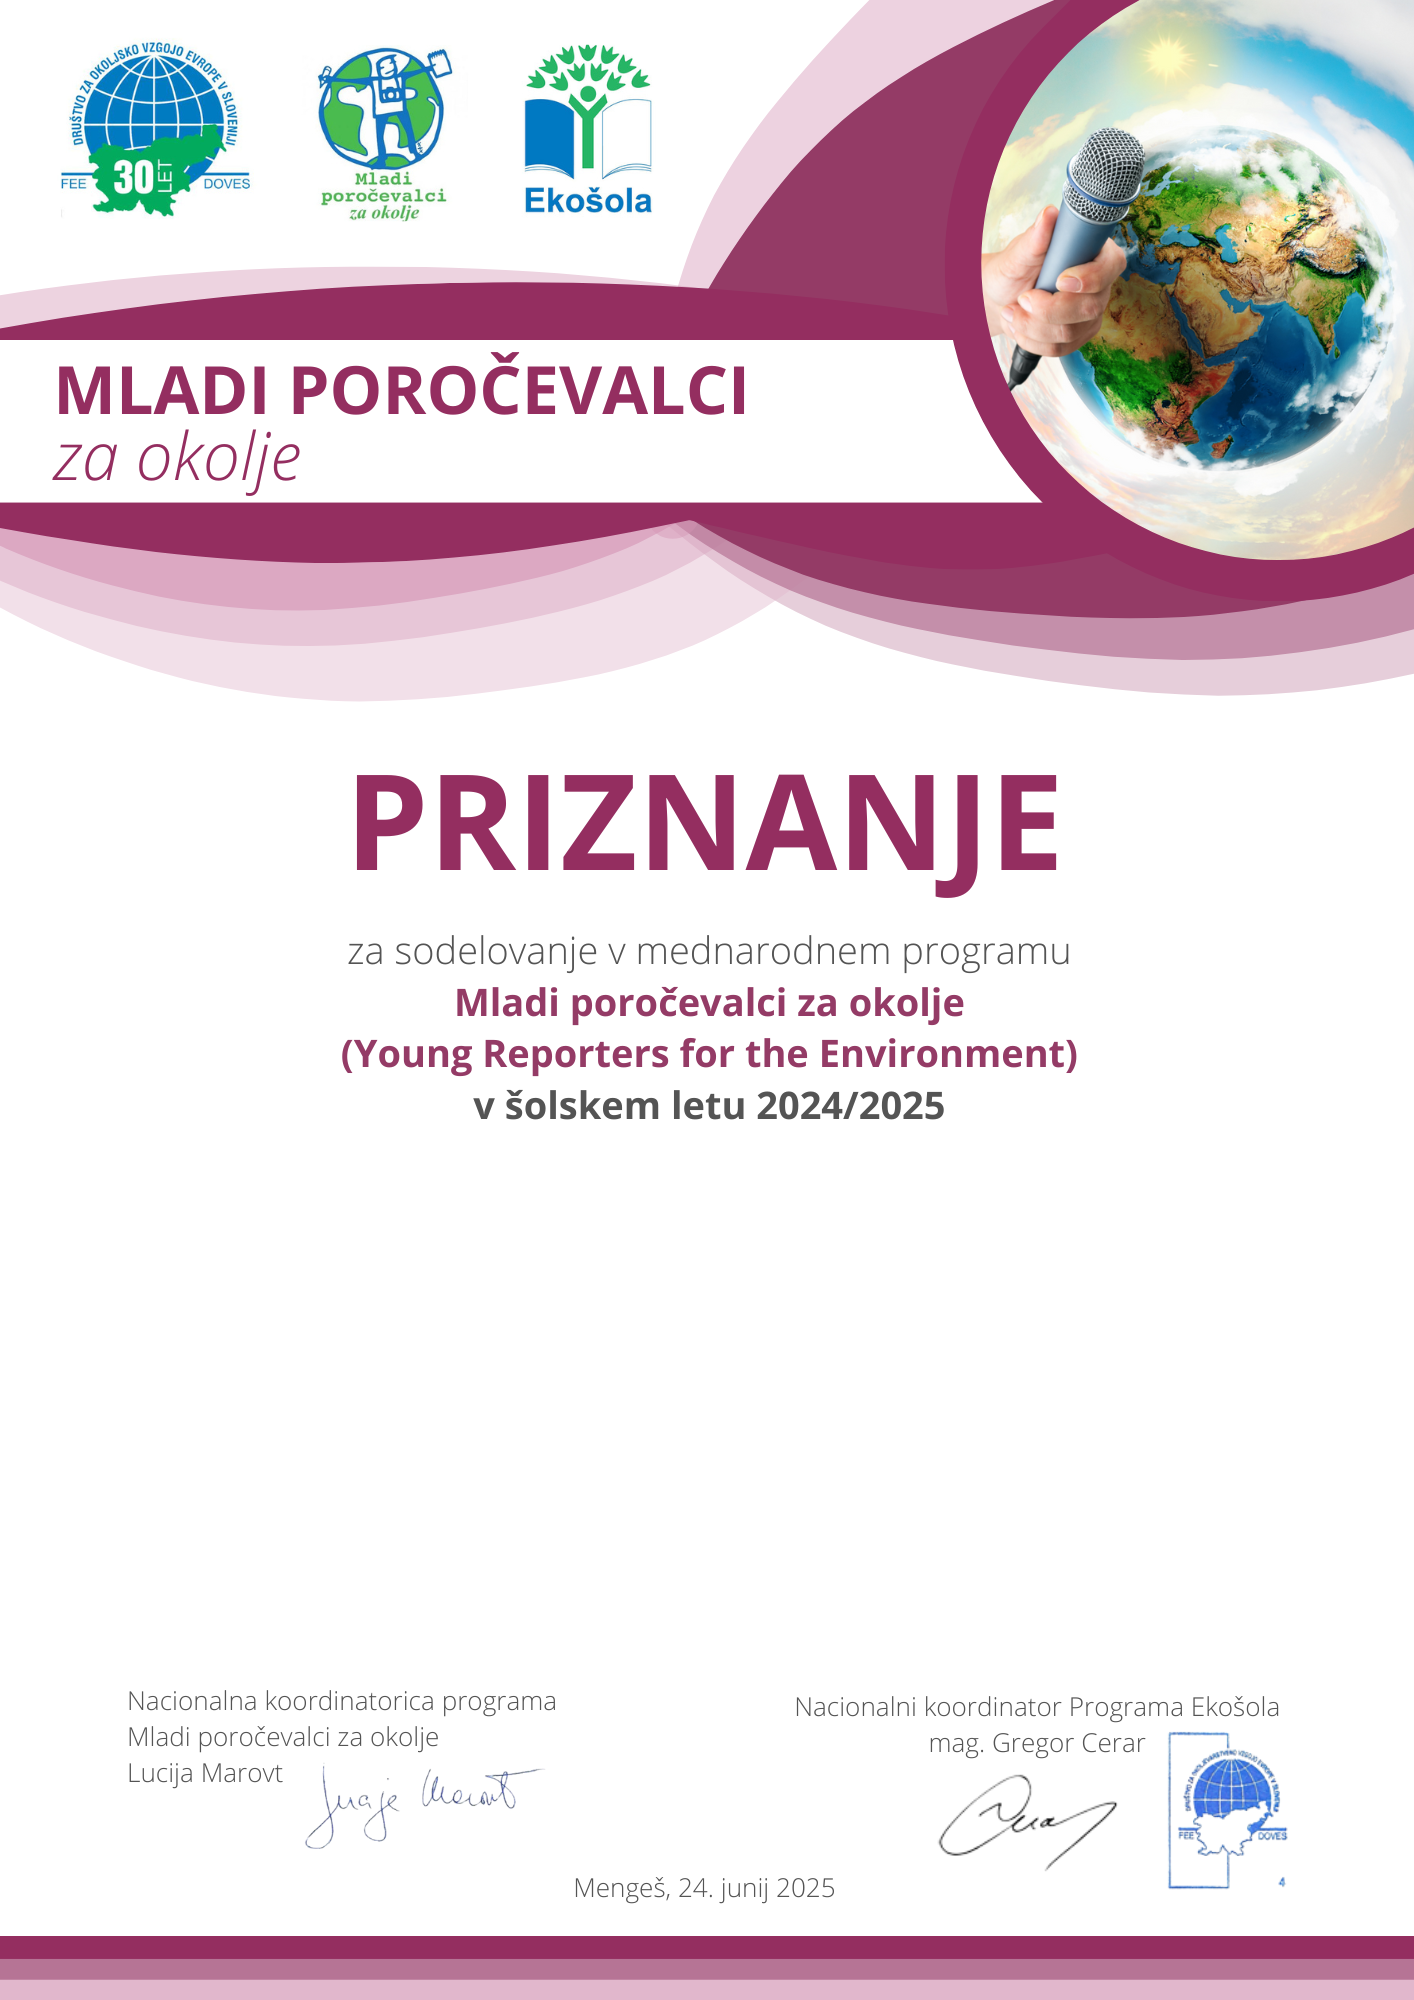 DRUŠTVO ZA OKOLJSKO VZGOJO EVROPE V SLOVENIJI
FEE 30 LET DOVES
Mladi
poročevalci
za okolje
Ekošola
MLADI POROČEVALCI
za okolje
PRIZNANJE
za sodelovanje v mednarodnem programu
Mladi poročevalci za okolje
(Young Reporters for the Environment)
v šolskem letu 2024/2025
Nacionalna koordinatorica programa
Mladi poročevalci za okolje
Lucija Marovt
Nacionalni koordinator Programa Ekošola
mag. Gregor Cerar
FEE DOVES
4
Mengeš, 24. junij 2025